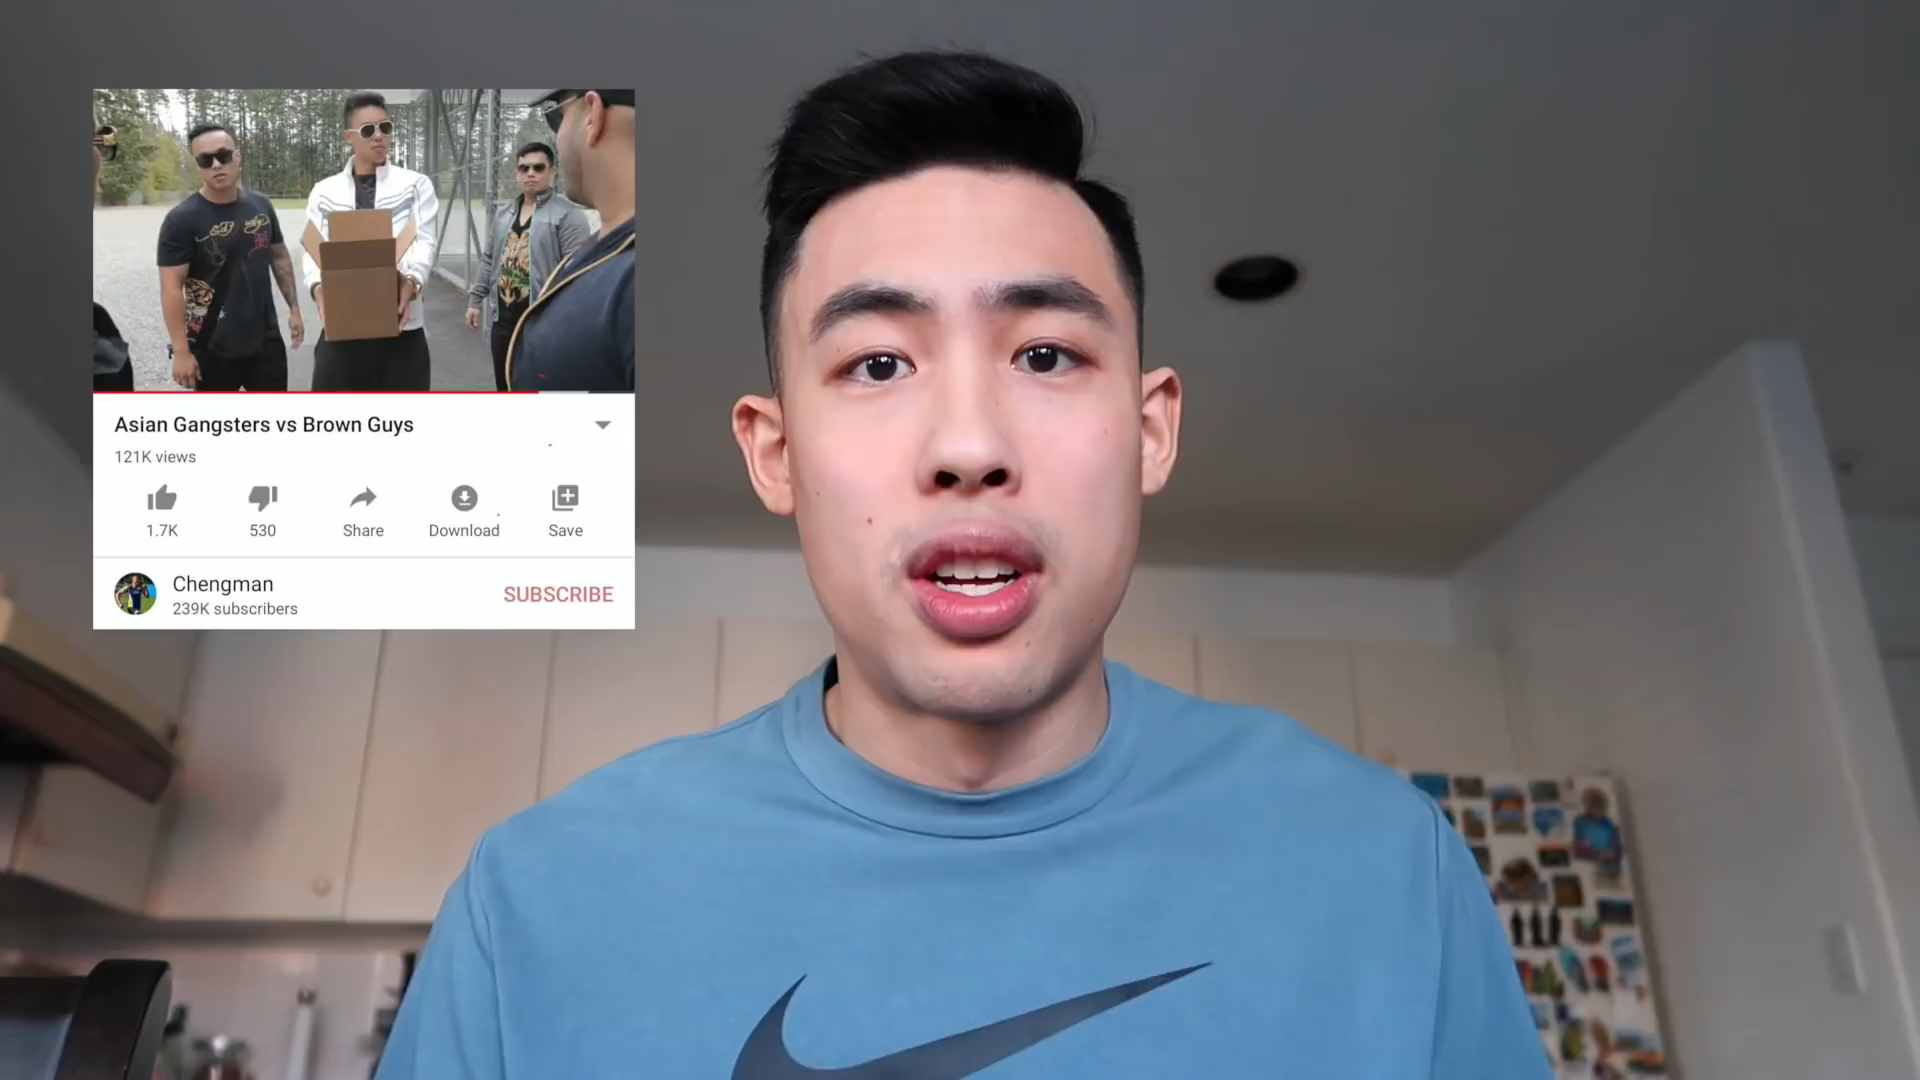 Asian Gangsters vs Brown Guys
121K views
1.7K
530
Share
Download
Save
Chengman
239K subscribers
SUBSCRIBE